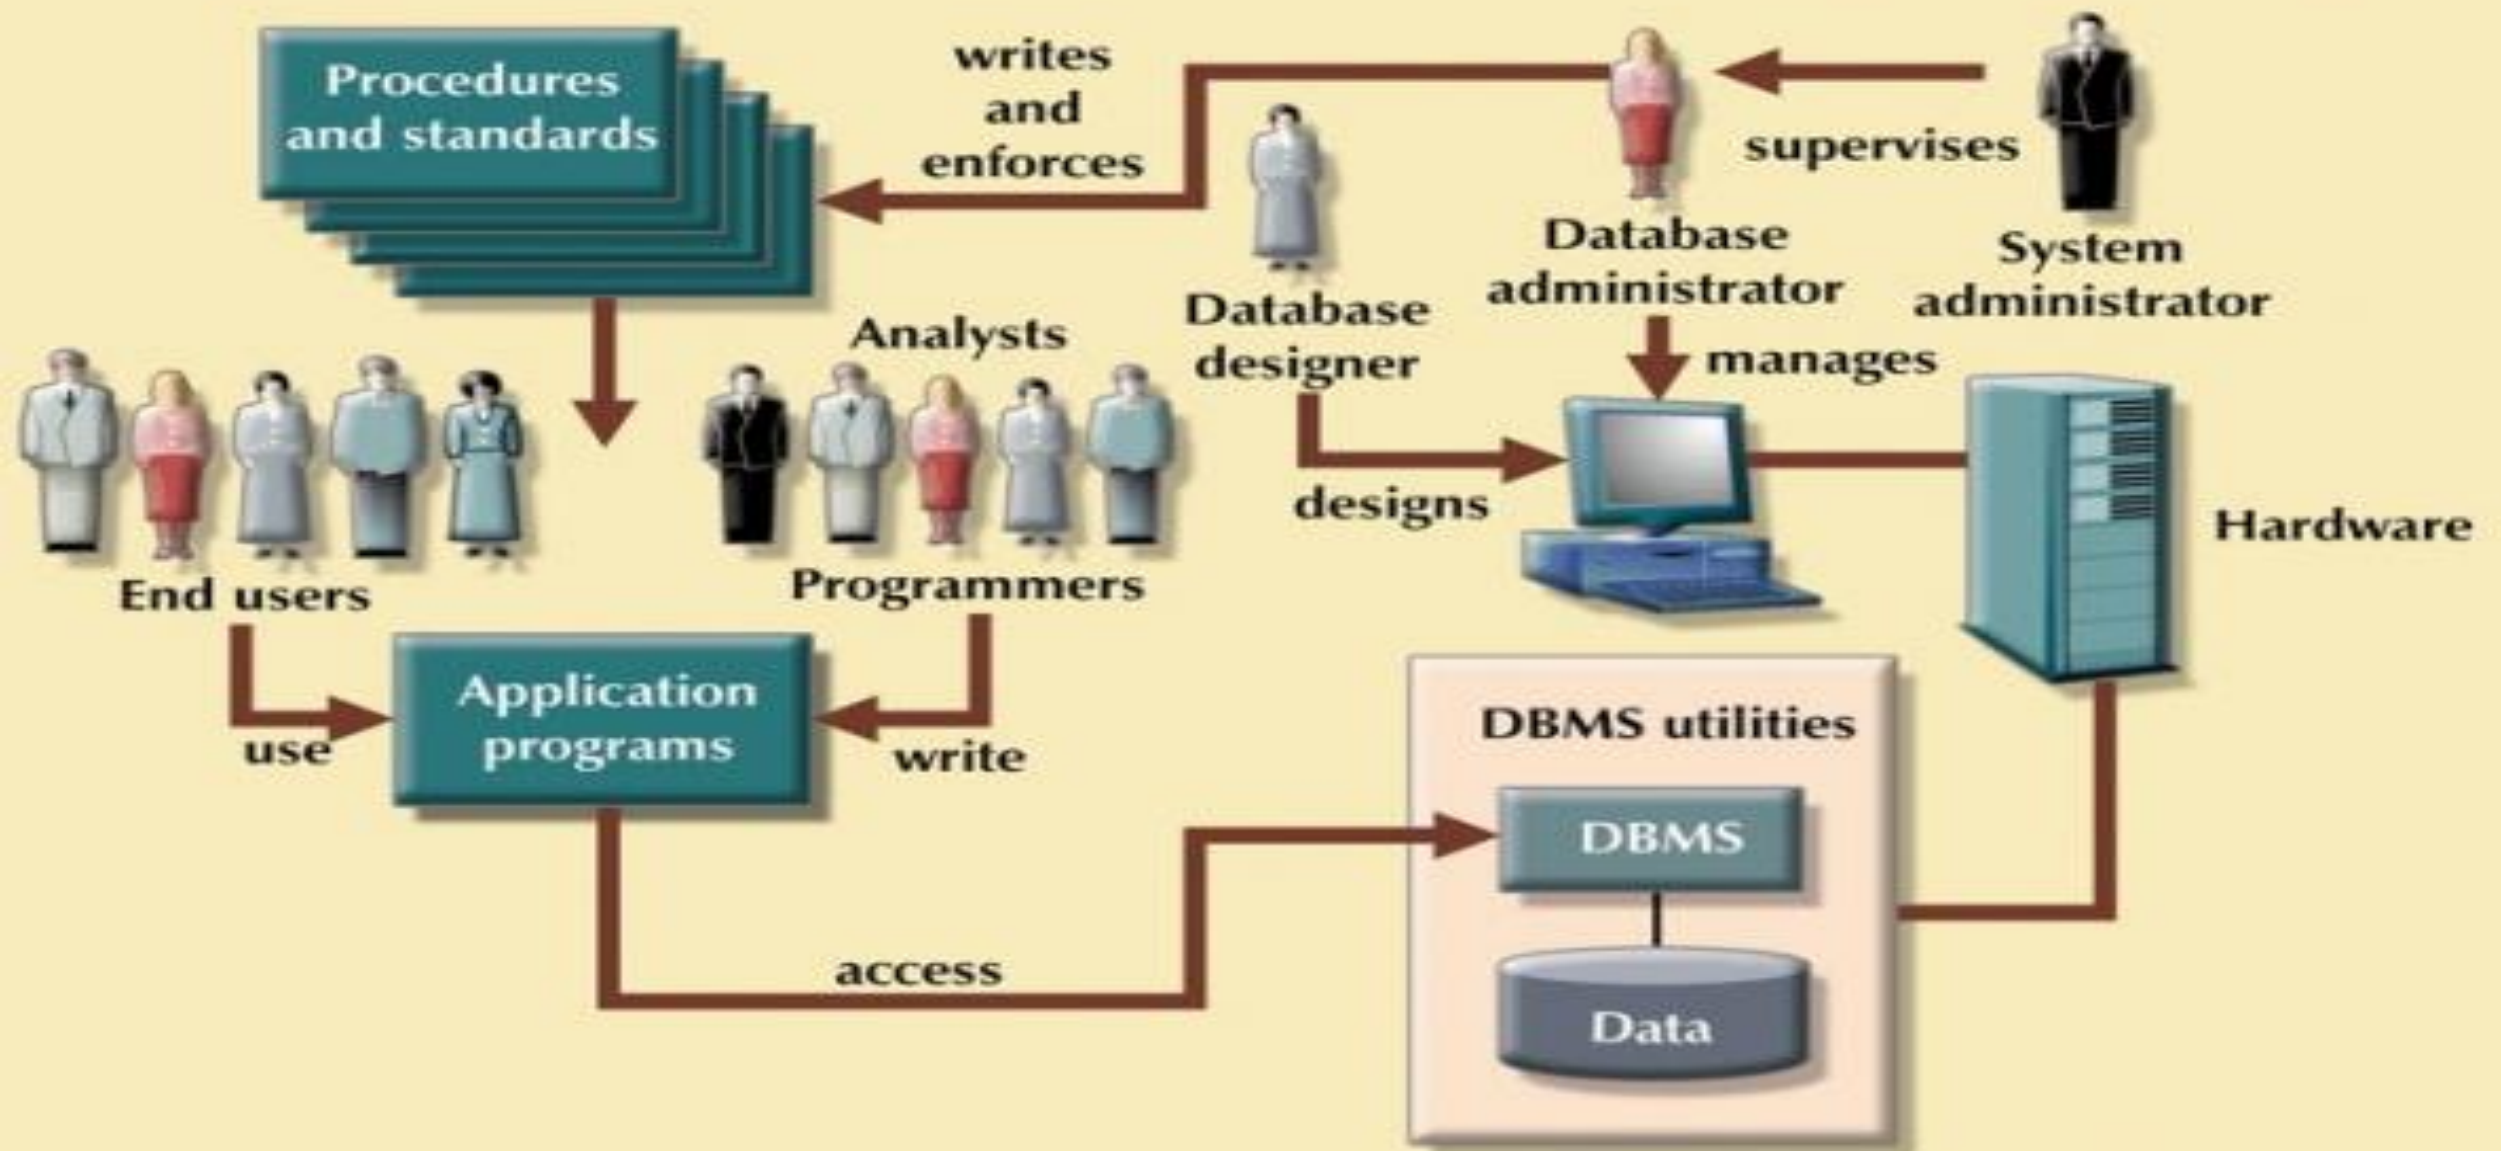 Procedures
and standards
writes
and
enforces
supervises
Database
administrator
System
administrator
Database
designer
Analysts
manages
designs
Hardware
End users
Programmers
Application
programs
use
write
DBMS utilities
DBMS
access
Data